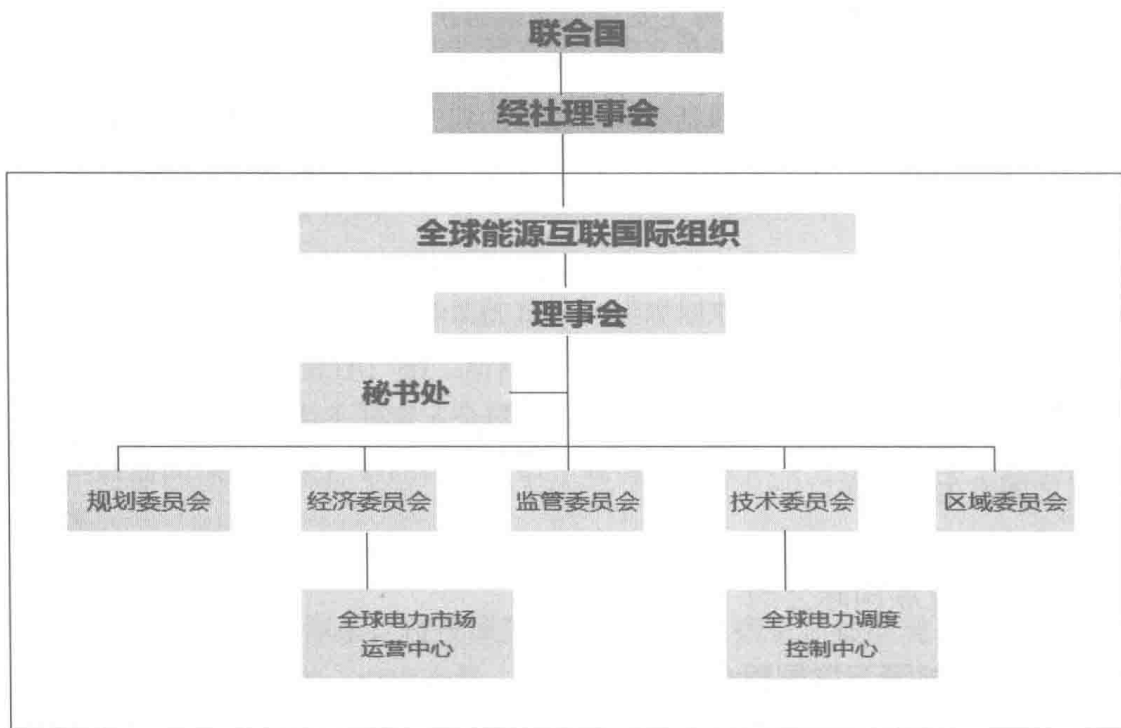 联合国
经社理事会
全球能源互联国际组织
理事会
秘书处
规划委员会
经济委员会
监管委员会
技术委员会
区域委员会
全球电力市场
运营中心
全球电力调度
控制中心